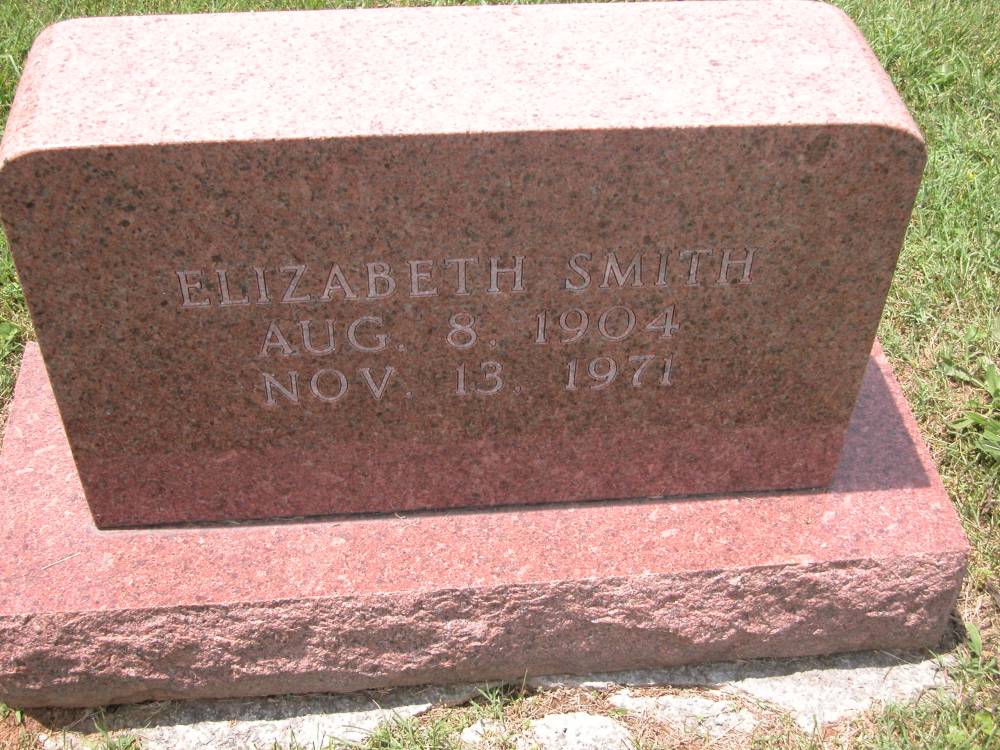 ELIZABETH SMITH
AUG. 8, 1904
NOV. 13, 1971